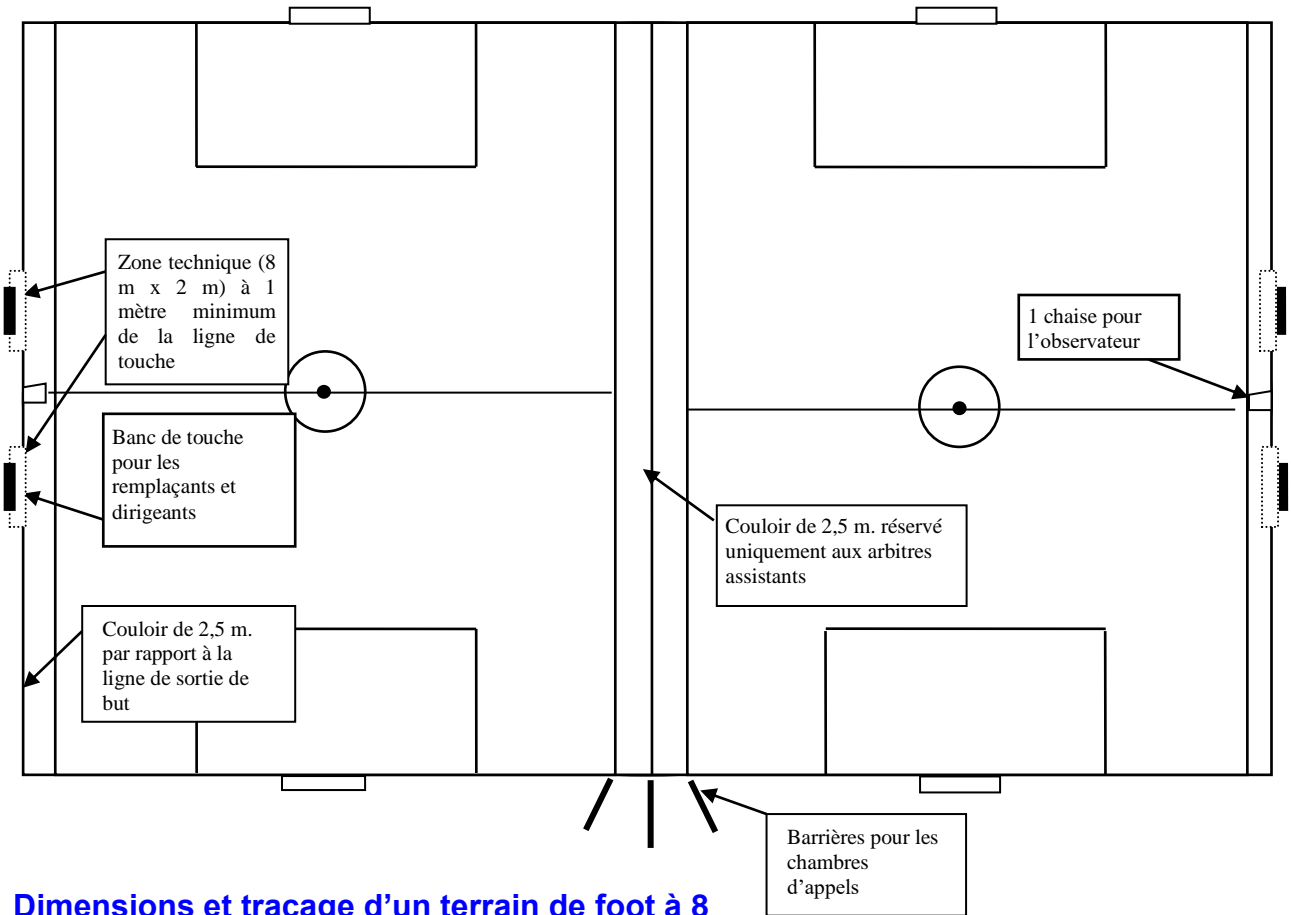 Zone technique (8
m x 2 m) à 1
mètre minimum
de la ligne de
touche
1 chaise pour
l'observateur
Banc de touche
pour les
remplaçants et
dirigeants
Couloir de 2,5 m. réservé
uniquement aux arbitres
assistants
Couloir de 2,5 m.
par rapport à la
ligne de sortie de
but
Barrières pour les
chambres
d'appels
Dimensions et traçage d'un terrain de foot à 8